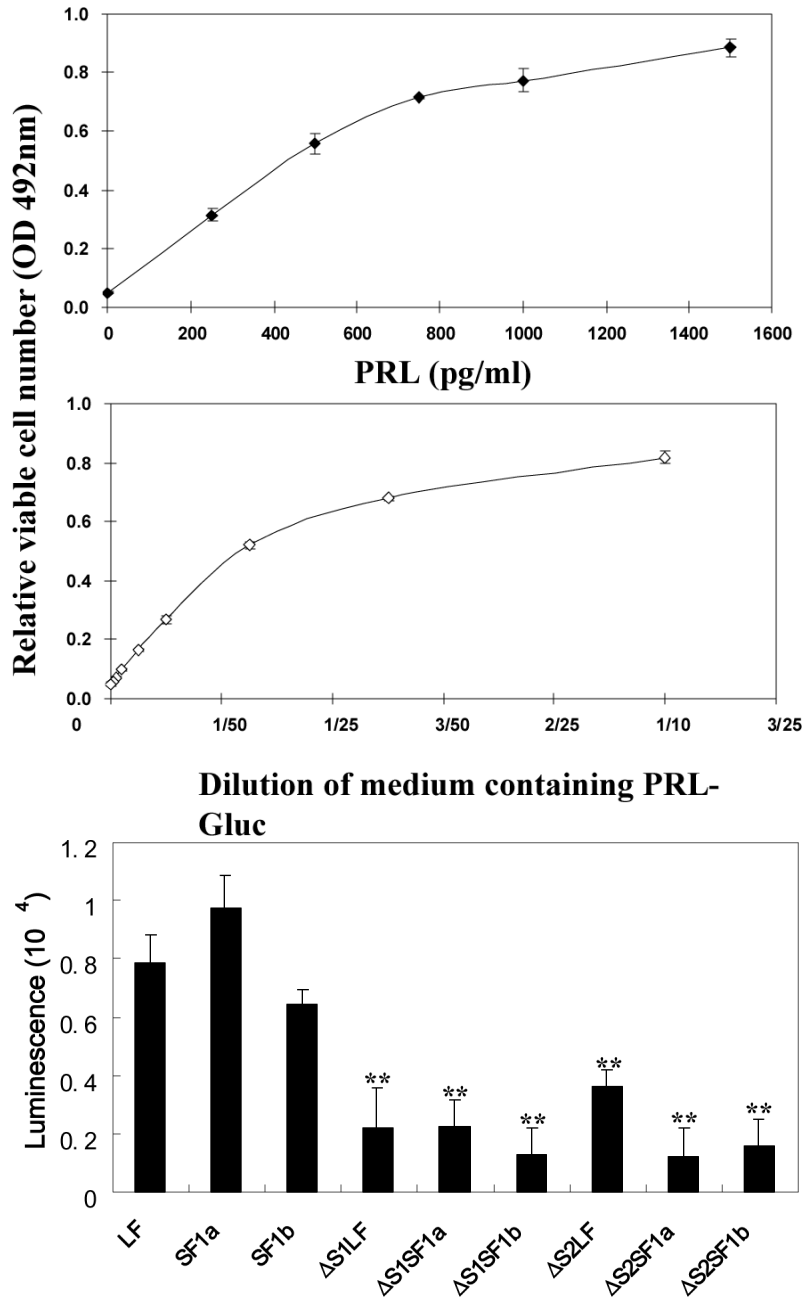 Relative viable cell number (OD 492nm)
1.0
0.8
0.6
0.4
0.2
0.0
0 200 400 600 800 1000 1200 1400 1600
PRL (pg/ml)
1.0
0.8
0.6
0.4
0.2
0.0
0 1/50 1/25 3/50 2/25 1/10 3/25
Dilution of medium containing PRL-
Gluc
Luminescence (10 4)
1.2
1
0.8
0.6
0.4
0.2
0
** ** ** ** ** **
LF SF1a SF1b ΔS1LF ΔS1SF1a ΔS1SF1b ΔS2LF ΔS2SF1a ΔS2SF1b